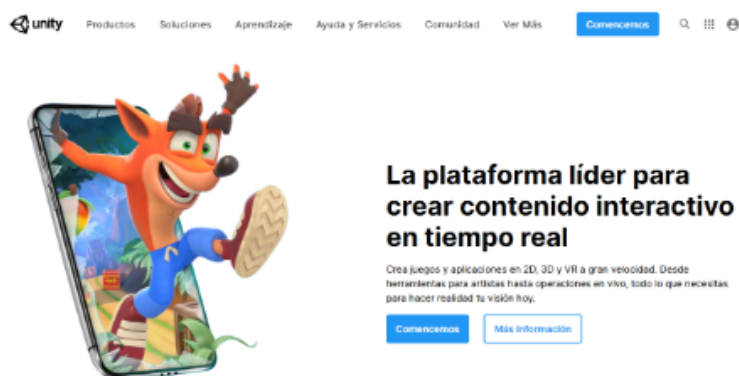 unity
Productos
Soluciones
Aprendizaje
Ayuda y Servicios
Comunidad
Ver Más
Comencemos
La plataforma líder para
crear contenido interactivo
en tiempo real
Crea juegos y aplicaciones en 2D, 3D y VR a gran velocidad. Desde
herramientas para artistas hasta operaciones en vivo, todo lo que necesitas
para hacer realidad tu visión hoy.
Comencemos
Más información